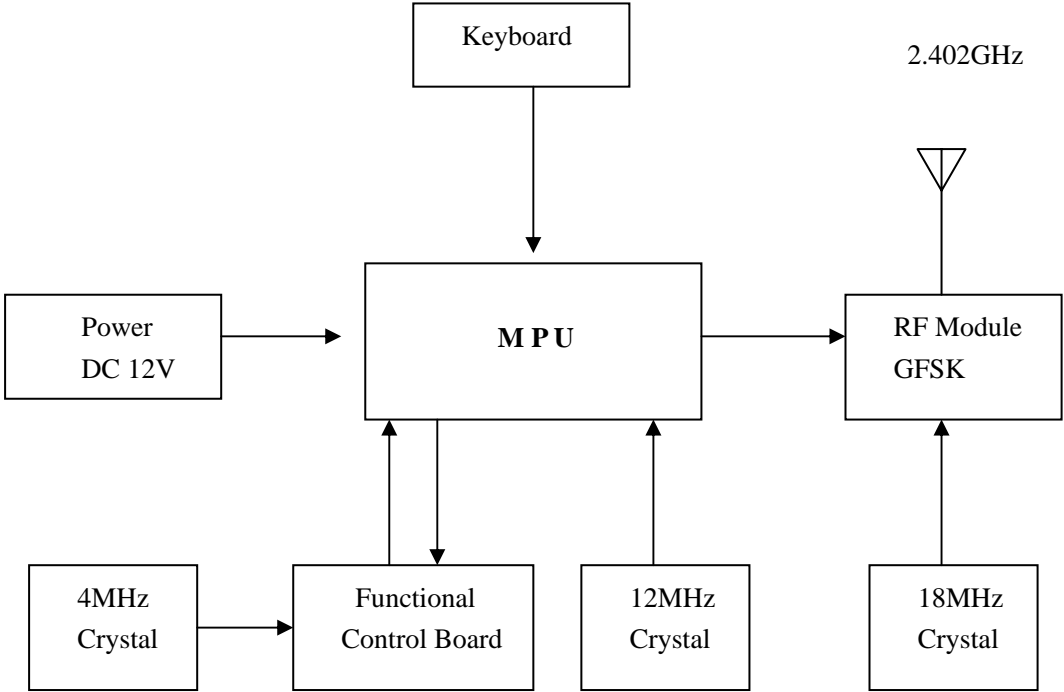 Keyboard
2.402GHz
Power
DC 12V
M P U
RF Module
GFSK
4MHz
Crystal
Functional
Control Board
12MHz
Crystal
18MHz
Crystal